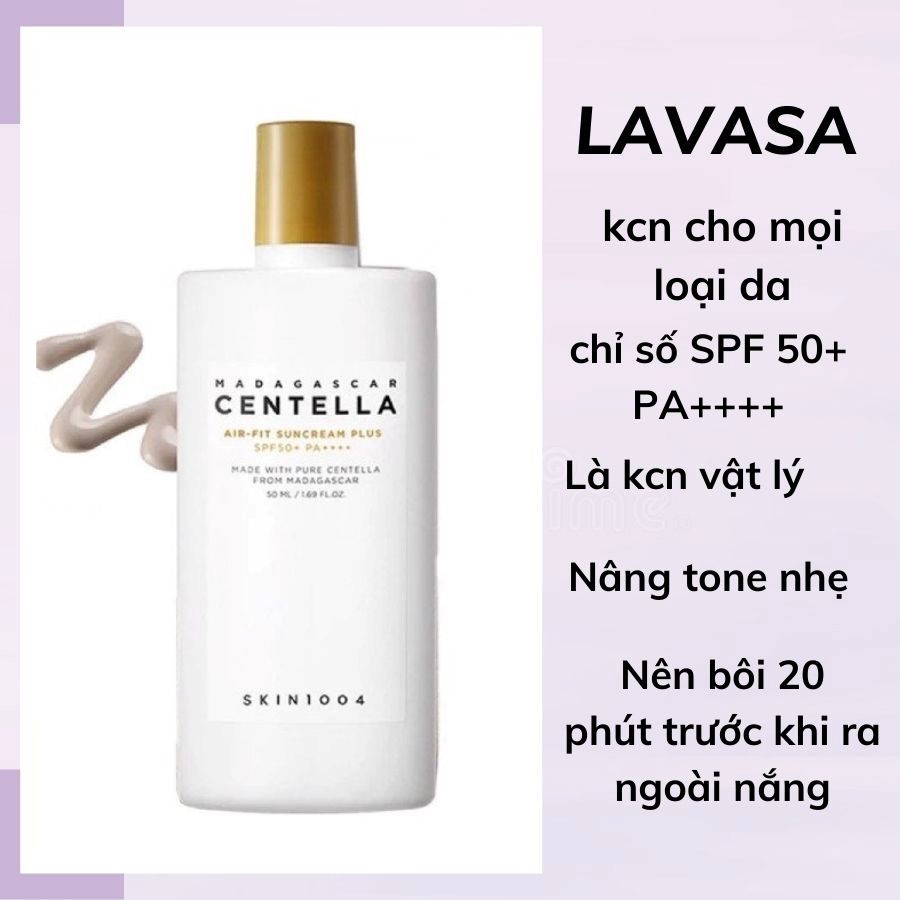 LAVASA
kcn cho mọi
loại da
chỉ số SPF 50+
PA++++
Là kcn vật lý
Nâng tone nhẹ
Nên bôi 20
phút trước khi ra
ngoài nắng
MADAGASCAR
CENTELLA
AIR-FIT SUNCREAM PLUS
SPF50+ PA++++
MADE WITH PURE CENTELLA
FROM MADAGASCAR
50 ML / 1.69 FL.OZ.
SKIN1004